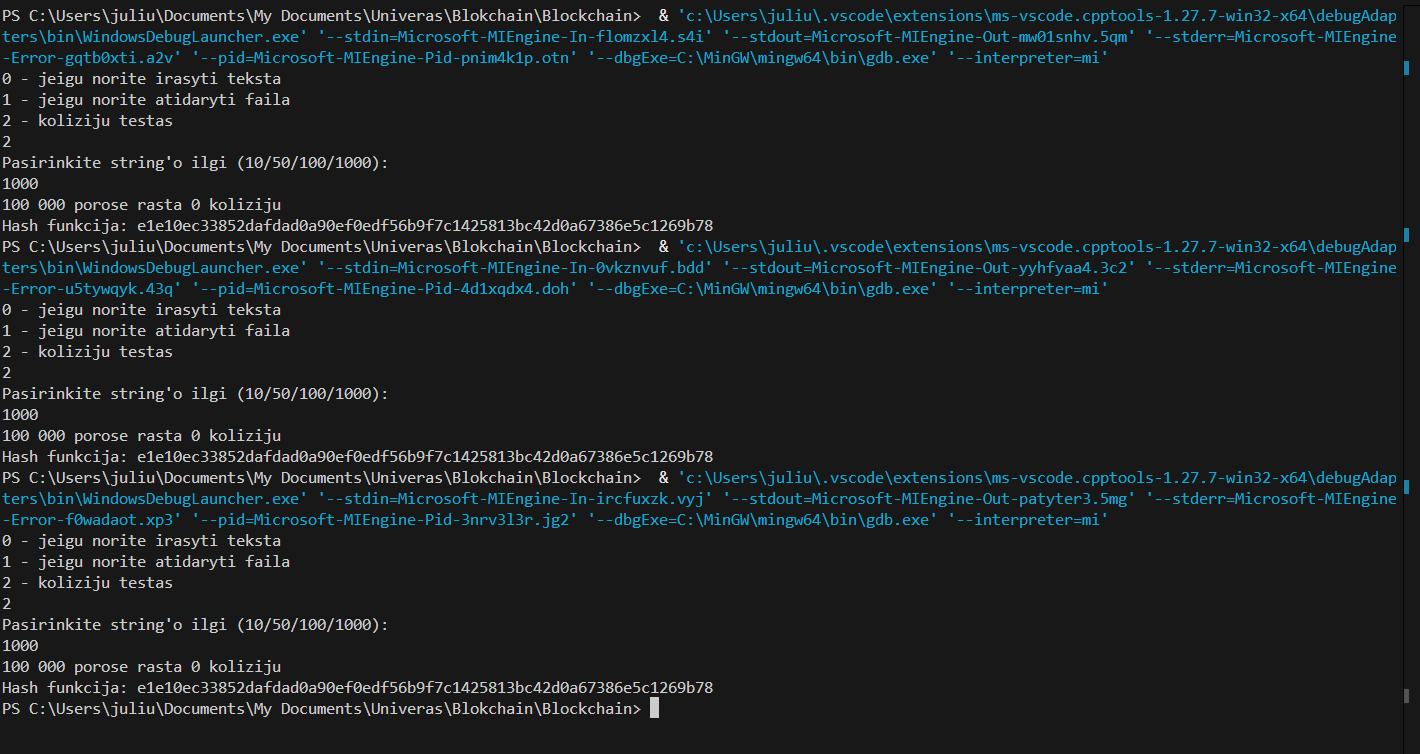 PS C:\Users\juliu\Documents\My Documents\Univeras\Blokchain\Blockchain>  & 'c:\Users\juliu\.vscode\extensions\ms-vscode.cpptools-1.27.7-win32-x64\debugAdap
ters\bin\WindowsDebugLauncher.exe' '--stdin=Microsoft-MIEngine-In-flomzxl4.s4i' '--stdout=Microsoft-MIEngine-Out-mw01snhv.5qm' '--stderr=Microsoft-MIEngine
-Error-gqtb0xti.a2v' '--pid=Microsoft-MIEngine-Pid-pnim4k1p.otn' '--dbgExe=C:\MinGW\mingw64\bin\gdb.exe' '--interpreter=mi'
0 - jeigu norite irasyti teksta
1 - jeigu norite atidaryti faila
2 - koliziju testas
2
Pasirinkite string'o ilgi (10/50/100/1000):
1000
100 000 porose rasta 0 koliziju
Hash funkcija: e1e10ec33852dafdad0a90ef0edf56b9f7c1425813bc42d0a67386e5c1269b78
PS C:\Users\juliu\Documents\My Documents\Univeras\Blokchain\Blockchain>  & 'c:\Users\juliu\.vscode\extensions\ms-vscode.cpptools-1.27.7-win32-x64\debugAdap
ters\bin\WindowsDebugLauncher.exe' '--stdin=Microsoft-MIEngine-In-0vkznvuf.bdd' '--stdout=Microsoft-MIEngine-Out-yyhfyaa4.3c2' '--stderr=Microsoft-MIEngine
-Error-u5tywqyk.43q' '--pid=Microsoft-MIEngine-Pid-4d1xqdx4.doh' '--dbgExe=C:\MinGW\mingw64\bin\gdb.exe' '--interpreter=mi'
0 - jeigu norite irasyti teksta
1 - jeigu norite atidaryti faila
2 - koliziju testas
2
Pasirinkite string'o ilgi (10/50/100/1000):
1000
100 000 porose rasta 0 koliziju
Hash funkcija: e1e10ec33852dafdad0a90ef0edf56b9f7c1425813bc42d0a67386e5c1269b78
PS C:\Users\juliu\Documents\My Documents\Univeras\Blokchain\Blockchain>  & 'c:\Users\juliu\.vscode\extensions\ms-vscode.cpptools-1.27.7-win32-x64\debugAdap
ters\bin\WindowsDebugLauncher.exe' '--stdin=Microsoft-MIEngine-In-ircfuxzk.vyj' '--stdout=Microsoft-MIEngine-Out-patyter3.5mg' '--stderr=Microsoft-MIEngine
-Error-f0wadaot.xp3' '--pid=Microsoft-MIEngine-Pid-3nrv3l3r.jg2' '--dbgExe=C:\MinGW\mingw64\bin\gdb.exe' '--interpreter=mi'
0 - jeigu norite irasyti teksta
1 - jeigu norite atidaryti faila
2 - koliziju testas
2
Pasirinkite string'o ilgi (10/50/100/1000):
1000
100 000 porose rasta 0 koliziju
Hash funkcija: e1e10ec33852dafdad0a90ef0edf56b9f7c1425813bc42d0a67386e5c1269b78
PS C:\Users\juliu\Documents\My Documents\Univeras\Blokchain\Blockchain>